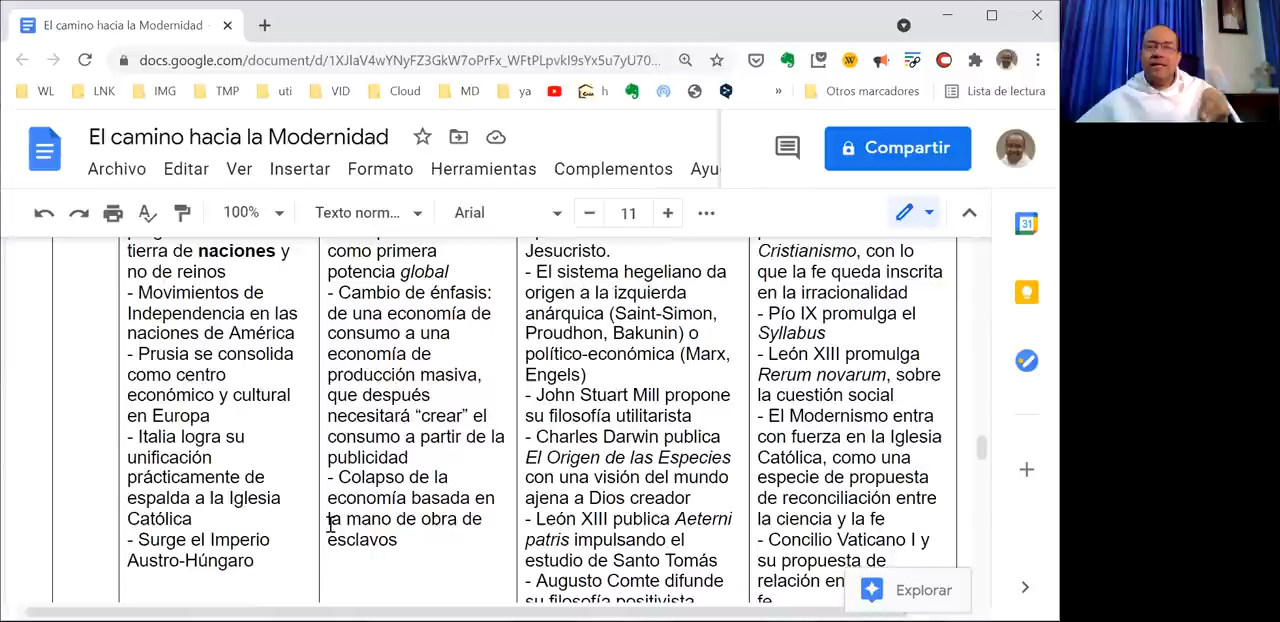 El camino hacia la Modernidad
docs.google.com/document/d/1XJlaV4wYNyFZ3GkW7oPrFx_WFtPLpvkl9sYx5u7yU70...
WL
LNK
IMG
TMP
uti
VID
Cloud
MD
ya
h
»
Otros marcadores
Lista de lectura
El camino hacia la Modernidad
Archivo Editar Ver Insertar Formato Herramientas Complementos Ayu
Compartir
100% Texto norm... Arial 11
31
tierra de naciones y
no de reinos
- Movimientos de
Independencia en las
naciones de América
- Prusia se consolida
como centro
económico y cultural
en Europa
- Italia logra su
unificación
prácticamente de
espalda a la Iglesia
Católica
- Surge el Imperio
Austro-Húngaro
como primera
potencia global
- Cambio de énfasis:
de una economía de
consumo a una
economía de
producción masiva,
que después
necesitará “crear” el
consumo a partir de la
publicidad
- Colapso de la
economía basada en
la mano de obra de
esclavos
Jesucristo.
- El sistema hegeliano da
origen a la izquierda
anárquica (Saint-Simon,
Proudhon, Bakunin) o
político-económica (Marx,
Engels)
- John Stuart Mill propone
su filosofía utilitarista
- Charles Darwin publica
El Origen de las Especies
con una visión del mundo
ajena a Dios creador
- León XIII publica Aeterni
patris impulsando el
estudio de Santo Tomás
- Augusto Comte difunde
su filosofía positivista
Cristianismo, con lo
que la fe queda inscrita
en la irracionalidad
- Pío IX promulga el
Syllabus
- León XIII promulga
Rerum novarum, sobre
la cuestión social
- El Modernismo entra
con fuerza en la Iglesia
Católica, como una
especie de propuesta
de reconciliación entre
la ciencia y la fe
- Concilio Vaticano I y
su propuesta de
relación en
fe
Explorar